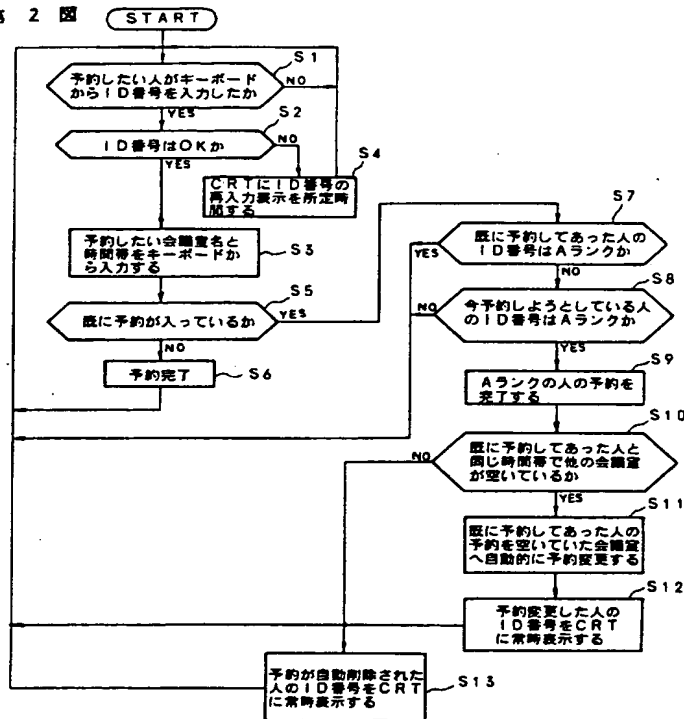 第 2 図
START
S1
予約したい人がキーボード
からID番号を入力したか
NO
YES
S2
ID番号はOKか
NO
YES
S4
CRTにID番号の
再入力表示を所定時
間する
予約したい会議室名と
時間帯をキーボードか
ら入力する
S3
S5
既に予約が入っているか
YES
NO
予約完了
S6
S7
既に予約してあった人の
ID番号はAランクか
YES
NO
S8
今予約しようとしている人
のID番号はAランクか
NO
YES
S9
Aランクの人の予約を
完了する
S10
既に予約してあった人と
同じ時間帯で他の会議室
が空いているか
NO
YES
S11
既に予約してあった人の
予約を空いていた会議室
へ自動的に予約変更する
S12
予約変更した人の
ID番号をCRT
に常時表示する
予約が自動削除された
人のID番号をCRT
に常時表示する
S13